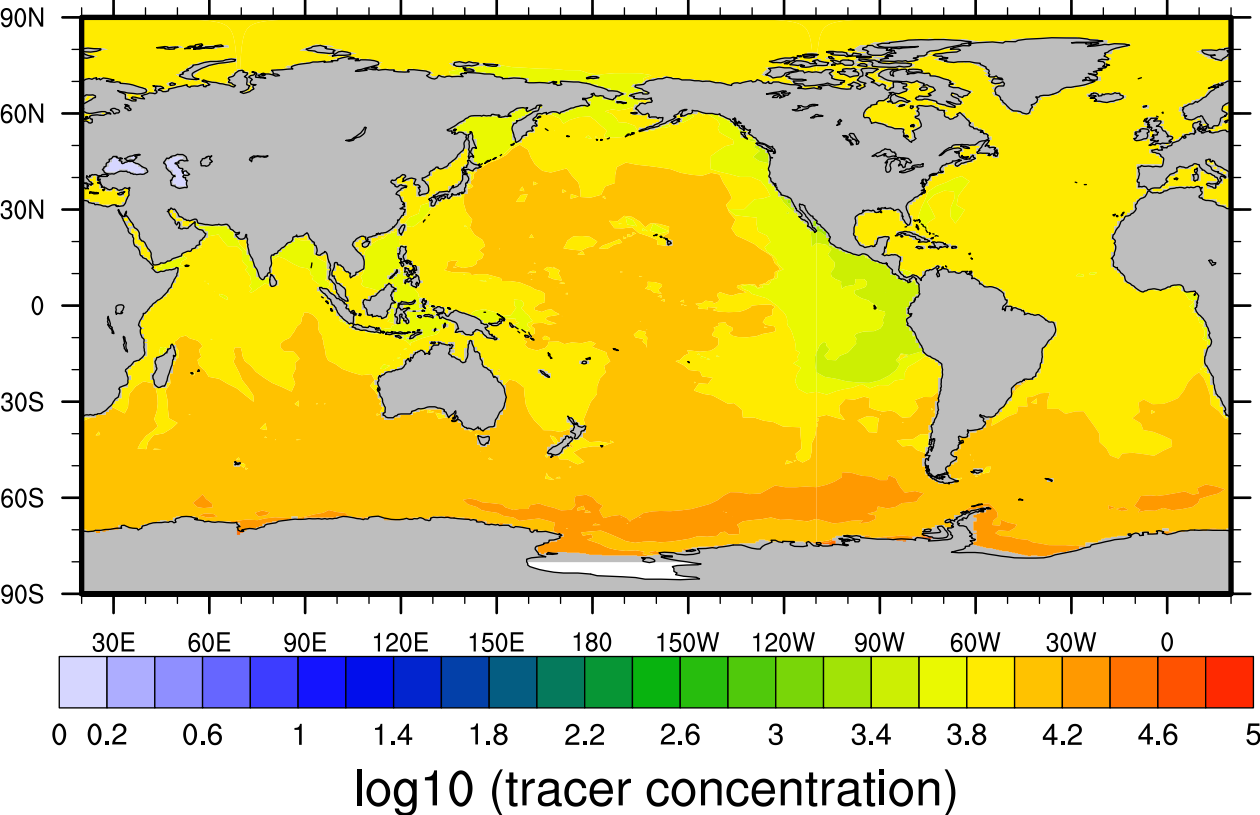 90N
60N
30N
0
30S
60S
90S
30E 60E 90E 120E 150E 180 150W 120W 90W 60W 30W 0
0 0.2 0.6 1 1.4 1.8 2.2 2.6 3 3.4 3.8 4.2 4.6 5
log10 (tracer concentration)